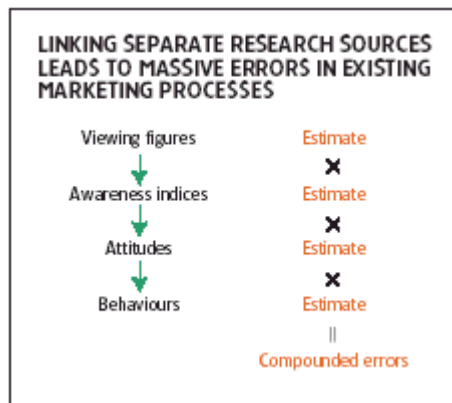 LINKING SEPARATE RESEARCH SOURCES
LEADS TO MASSIVE ERRORS IN EXISTING
MARKETING PROCESSES
Viewing figures Estimate
×
Awareness indices Estimate
×
Attitudes Estimate
×
Behaviours Estimate
=
Compounded errors